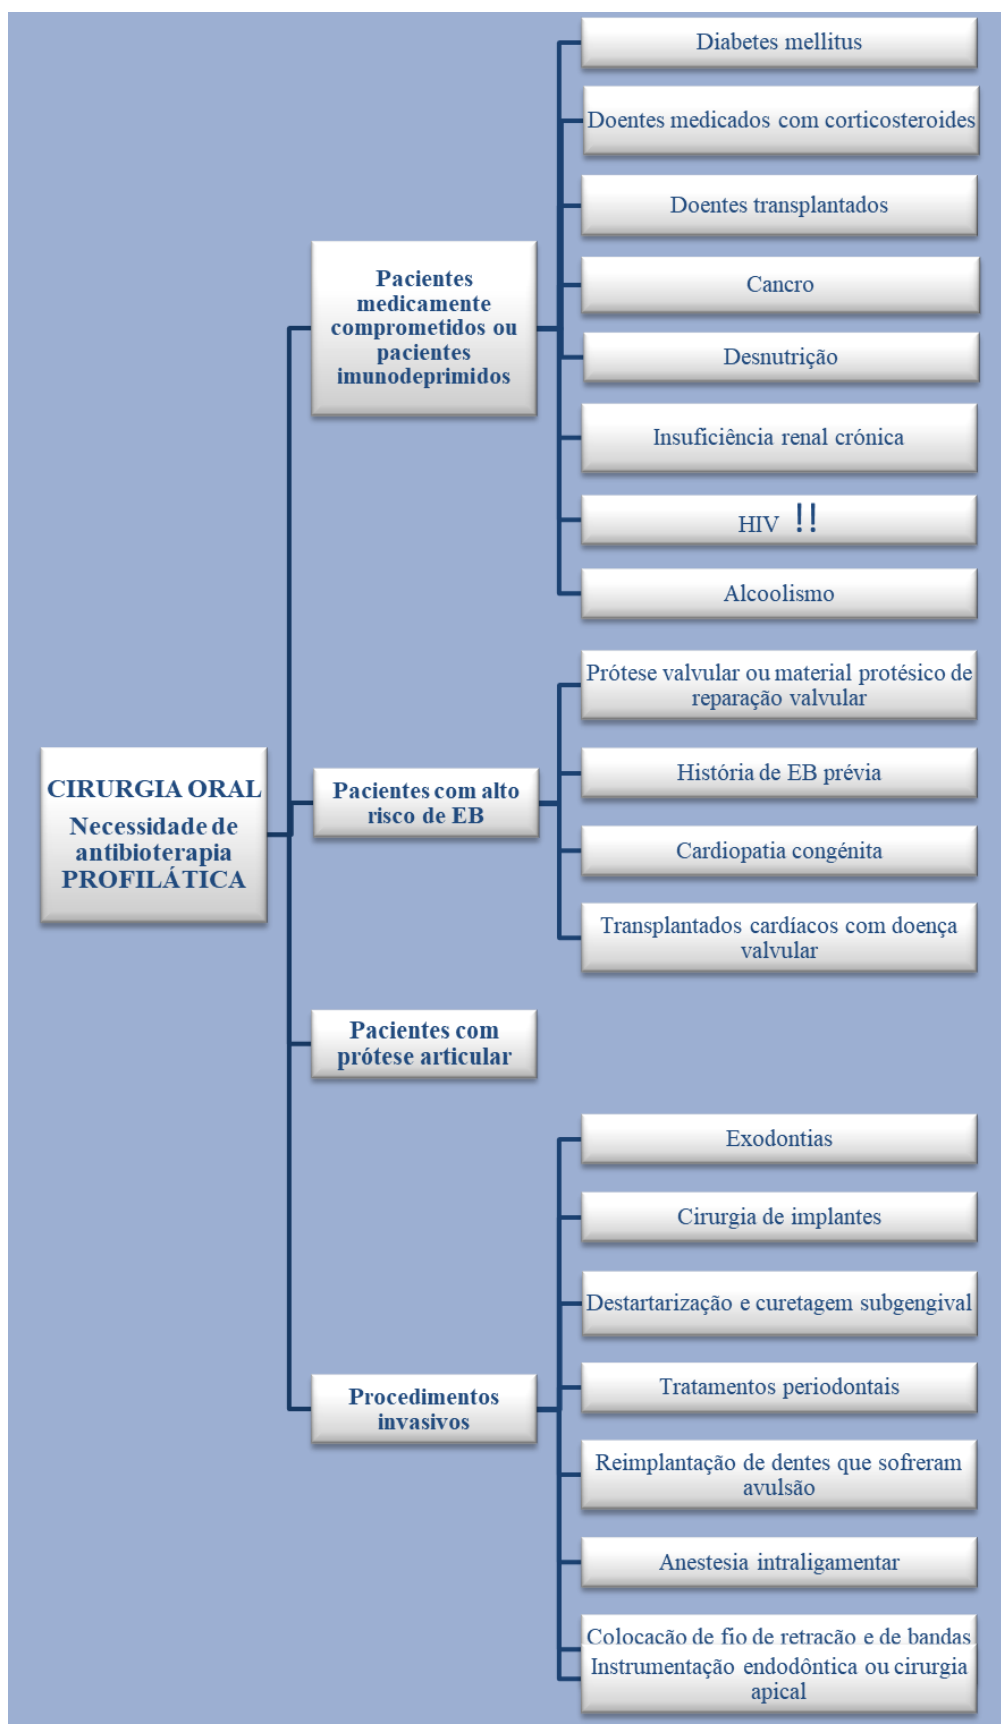 CIRURGIA ORAL
Necessidade de
antibioterapia
PROFILÁTICA
Pacientes
medicamente
comprometidos ou
pacientes
imunodeprimidos
Diabetes mellitus
Doentes medicados com corticosteroides
Doentes transplantados
Cancro
Desnutrição
Insuficiência renal crónica
HIV !!
Alcoolismo
Pacientes com alto
risco de EB
Prótese valvular ou material protésico de
reparação valvular
História de EB prévia
Cardiopatia congénita
Transplantados cardíacos com doença
valvular
Pacientes com
prótese articular
Procedimentos
invasivos
Exodontias
Cirurgia de implantes
Destartarização e curetagem subgengival
Tratamentos periodontais
Reimplantação de dentes que sofreram
avulsão
Anestesia intraligamentar
Colocação de fio de retração e de bandas
Instrumentação endodôntica ou cirurgia
apical